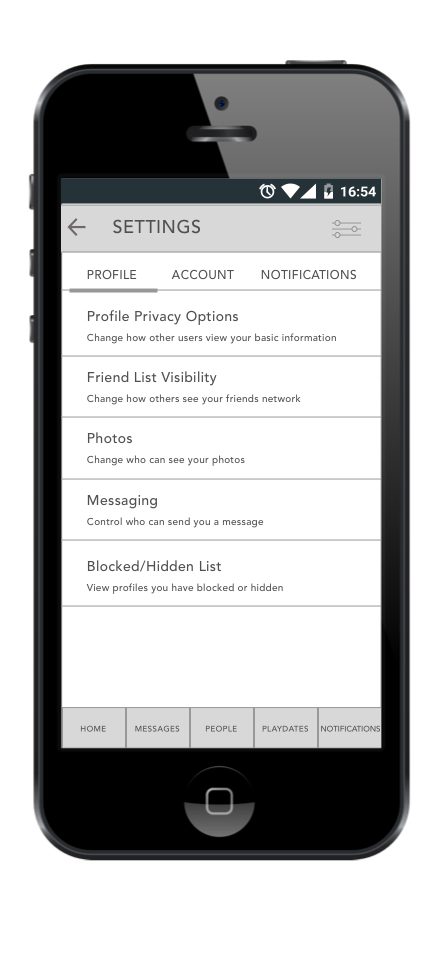 16:54
SETTINGS
PROFILE ACCOUNT NOTIFICATIONS
Profile Privacy Options
Change how other users view your basic information
Friend List Visibility
Change how others see your friends network
Photos
Change who can see your photos
Messaging
Control who can send you a message
Blocked/Hidden List
View profiles you have blocked or hidden
HOME MESSAGES PEOPLE PLAYDATES NOTIFICATIONS